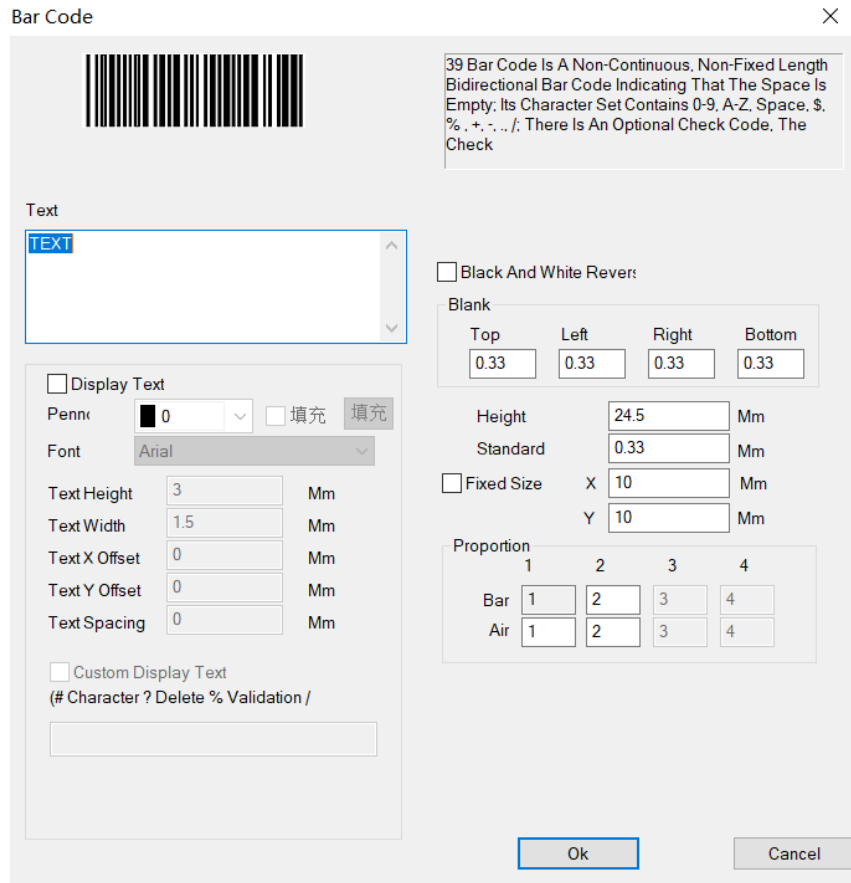 Bar Code
39 Bar Code Is A Non-Continuous, Non-Fixed Length
Bidirectional Bar Code Indicating That The Space Is
Empty; Its Character Set Contains 0-9, A-Z, Space, $,
% , +, -, ., /; There Is An Optional Check Code, The
Check
Text
TEXT
Black And White Revers
Blank
Top Left Right Bottom
0.33 0.33 0.33 0.33
Display Text
Penno 0 填充 填充
Font Arial
Text Height 3 Mm
Text Width 1.5 Mm
Text X Offset 0 Mm
Text Y Offset 0 Mm
Text Spacing 0 Mm
Custom Display Text
(# Character ? Delete % Validation /
Height 24.5 Mm
Standard 0.33 Mm
Fixed Size X 10 Mm
Y 10 Mm
Proportion
1 2 3 4
Bar 1 2 3 4
Air 1 2 3 4
Ok Cancel